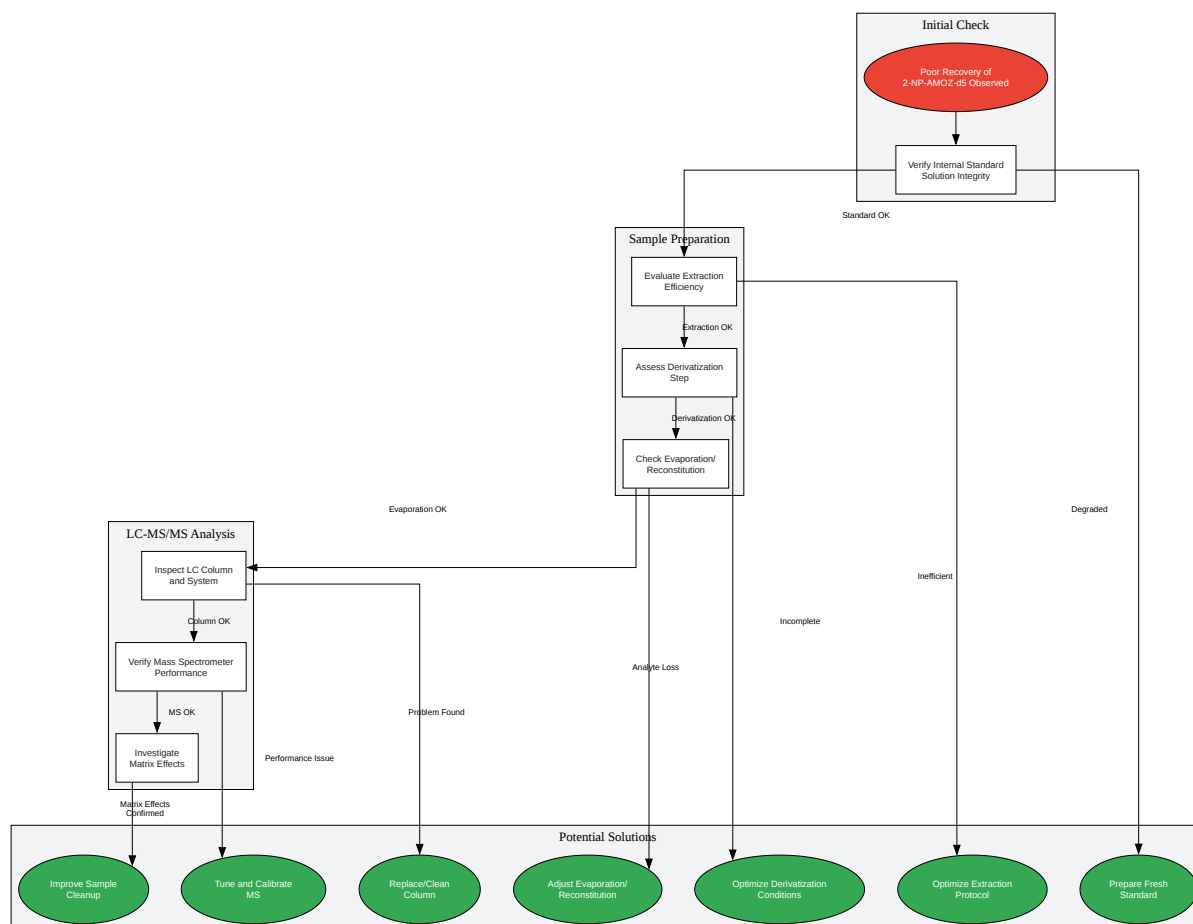 Initial Check
Poor Recovery of
2-NP-AMOZ-d5 Observed
Verify Internal Standard
Solution Integrity
Standard OK
Sample Preparation
Evaluate Extraction
Efficiency
Extraction OK
Assess Derivatization
Step
Derivatization OK
Check Evaporation/
Reconstitution
Evaporation OK
Degraded
LC-MS/MS Analysis
Inspect LC Column
and System
Inefficient
Column OK
Incomplete
Verify Mass Spectrometer
Performance
Analyte Loss
MS OK
Problem Found
Investigate
Matrix Effects
Performance Issue
Matrix Effects
Confirmed
Potential Solutions
Improve Sample
Cleanup
Tune and Calibrate
MS
Replace/Clean
Column
Adjust Evaporation/
Reconstitution
Optimize Derivatization
Conditions
Optimize Extraction
Protocol
Prepare Fresh
Standard